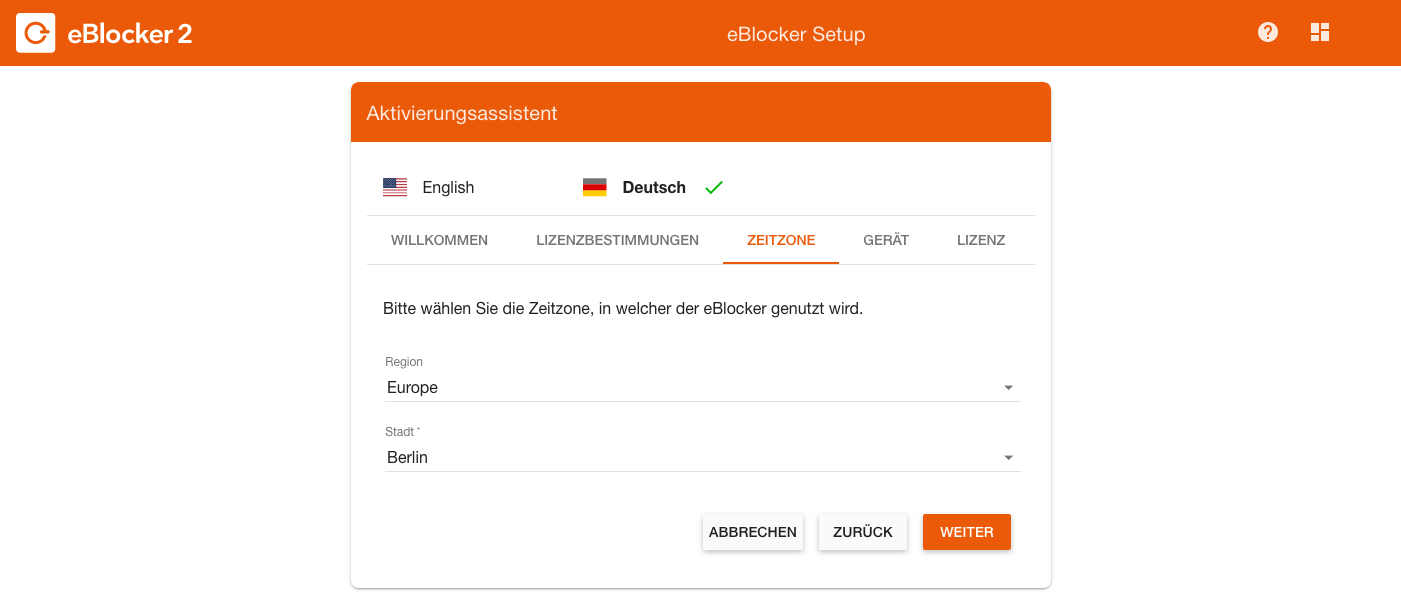 eBlocker 2
eBlocker Setup
Aktivierungsassistent
English
Deutsch
WILLKOMMEN
LIZENZBESTIMMUNGEN
ZEITZONE
GERÄT
LIZENZ
Bitte wählen Sie die Zeitzone, in welcher der eBlocker genutzt wird.
Region
Europe
Stadt *
Berlin
ABBRECHEN
ZURÜCK
WEITER